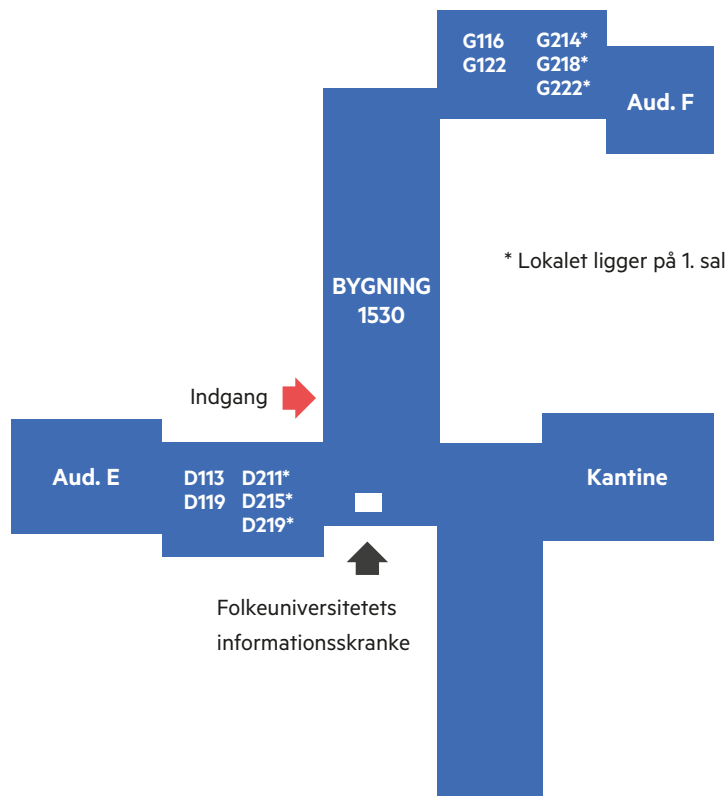 G116 G214*
G122 G218*
G222*
Aud. F
* Lokalet ligger på 1. sal
BYGNING
1530
Indgang
Aud. E
D113 D211*
D119 D215*
D219*
Kantine
Folkeuniversitetets
informationsskranke